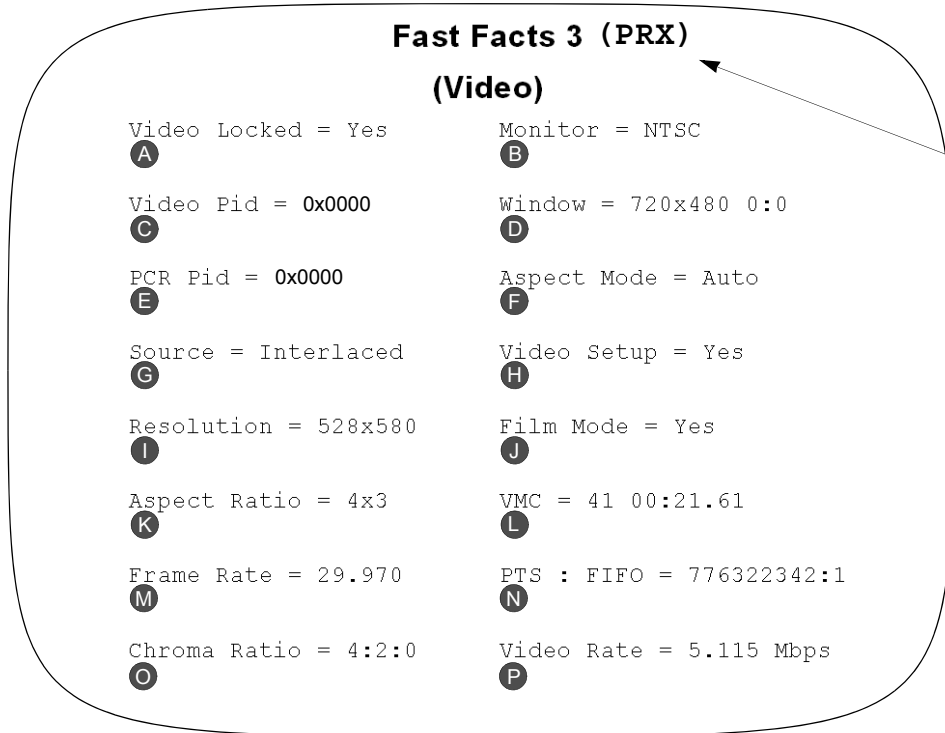 Fast Facts 3 (PRX)
(Video)
Video Locked = Yes
A
Monitor = NTSC
B
Video Pid = 0x0000
C
Window = 720x480 0:0
D
PCR Pid = 0x0000
E
Aspect Mode = Auto
F
Source = Interlaced
G
Video Setup = Yes
H
Resolution = 528x580
I
Film Mode = Yes
J
Aspect Ratio = 4x3
K
VMC = 41 00:21.61
L
Frame Rate = 29.970
M
PTS : FIFO = 776322342:1
N
Chroma Ratio = 4:2:0
O
Video Rate = 5.115 Mbps
P